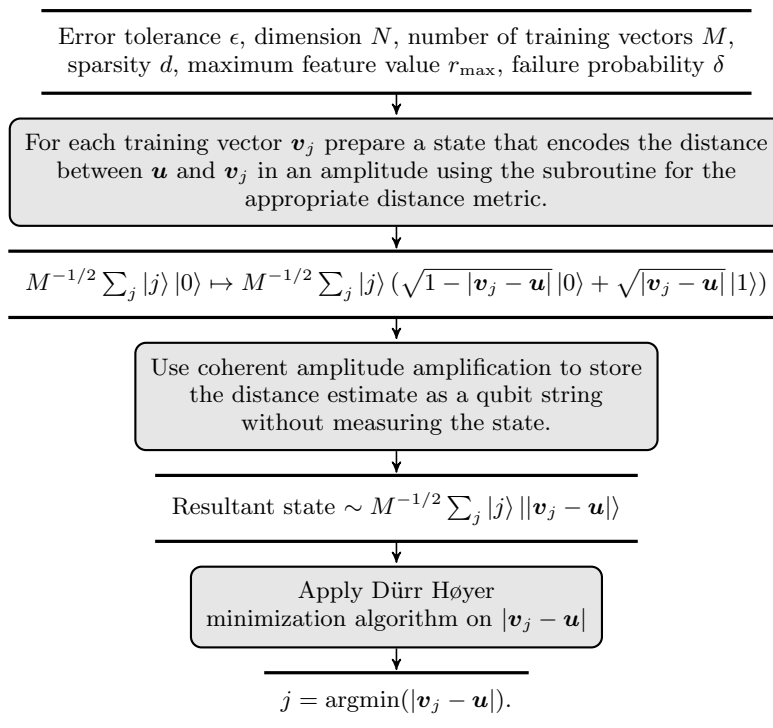 Error tolerance ϵ, dimension N, number of training vectors M,
sparsity d, maximum feature value r_max, failure probability δ
For each training vector 𝒗_j prepare a state that encodes the distance
between 𝒖 and 𝒗_j in an amplitude using the subroutine for the
appropriate distance metric.
M^{-1/2} ∑_j |j⟩ |0⟩ ↦ M^{-1/2} ∑_j |j⟩ (√(1 − |𝒗_j − 𝒖|) |0⟩ + √(|𝒗_j − 𝒖|) |1⟩)
Use coherent amplitude amplification to store
the distance estimate as a qubit string
without measuring the state.
Resultant state ∼ M^{-1/2} ∑_j |j⟩ ||𝒗_j − 𝒖|⟩
Apply Dürr Høyer
minimization algorithm on |𝒗_j − 𝒖|
j = argmin(|𝒗_j − 𝒖|).